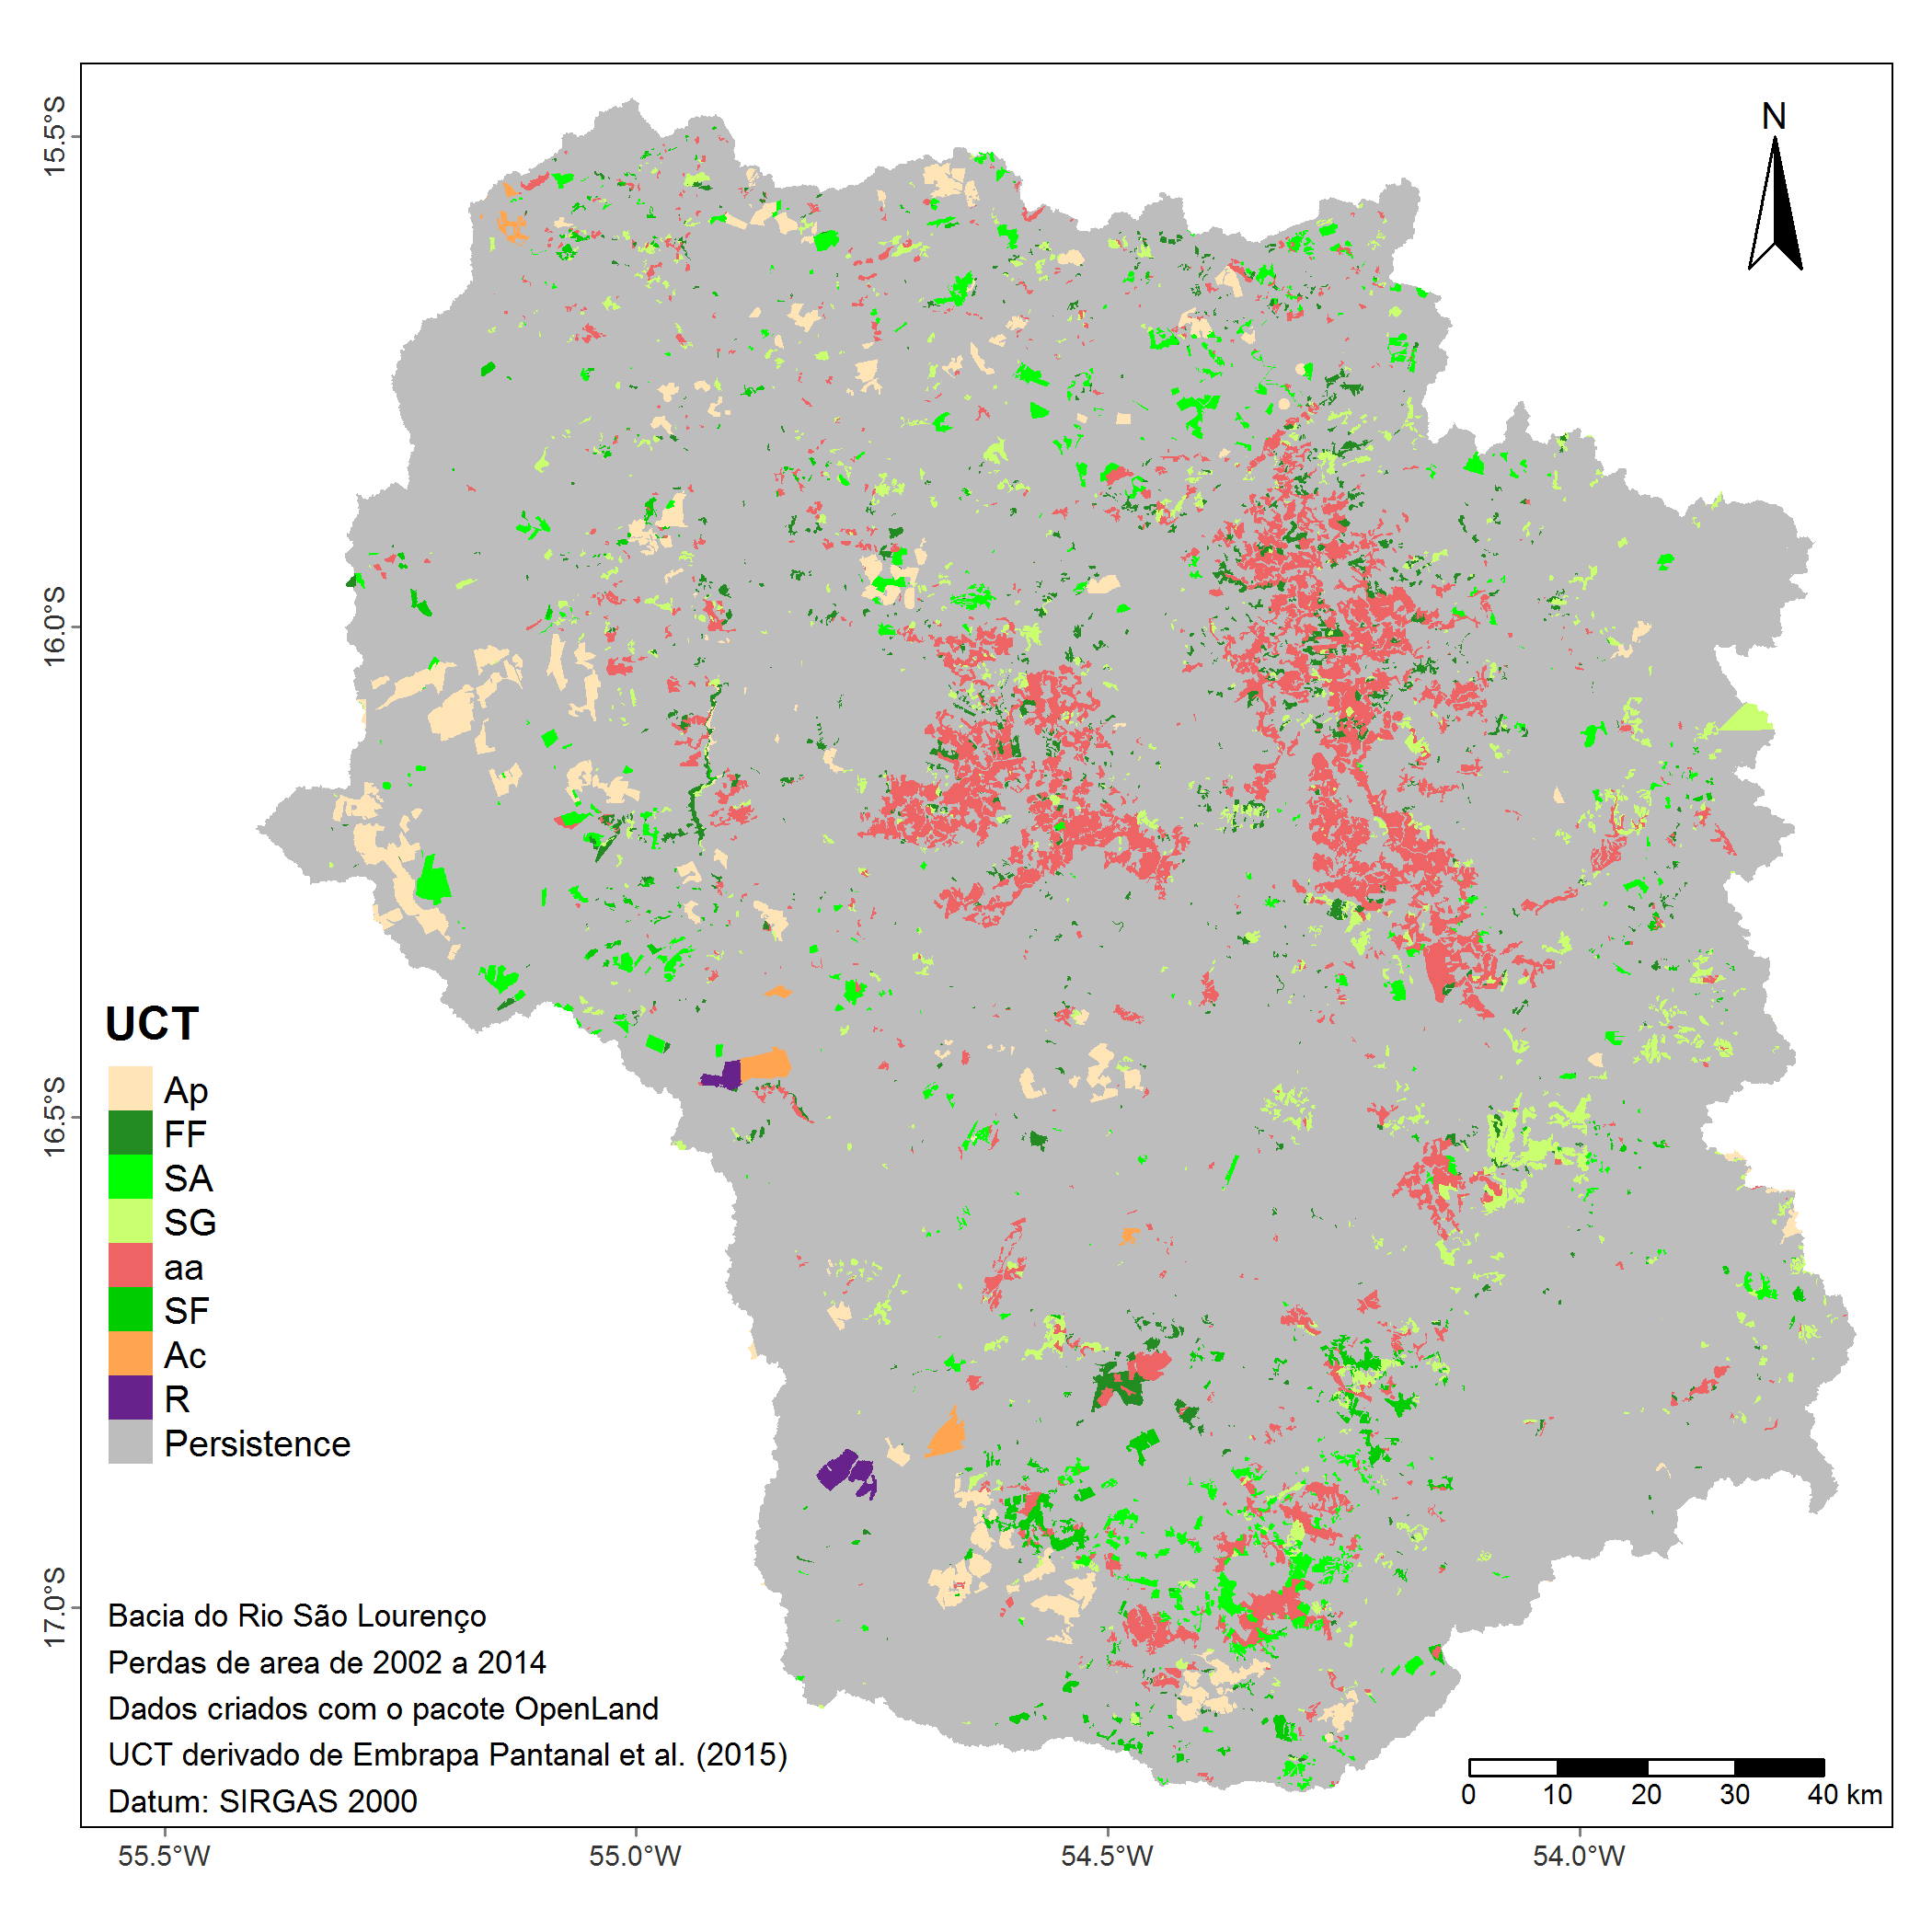 N
15.5°S
16.0°S
16.5°S
17.0°S
UCT
Ap
FF
SA
SG
aa
SF
Ac
R
Persistence
Bacia do Rio São Lourenço
Perdas de area de 2002 a 2014
Dados criados com o pacote OpenLand
UCT derivado de Embrapa Pantanal et al. (2015)
Datum: SIRGAS 2000
0 10 20 30 40 km
55.5°W 55.0°W 54.5°W 54.0°W